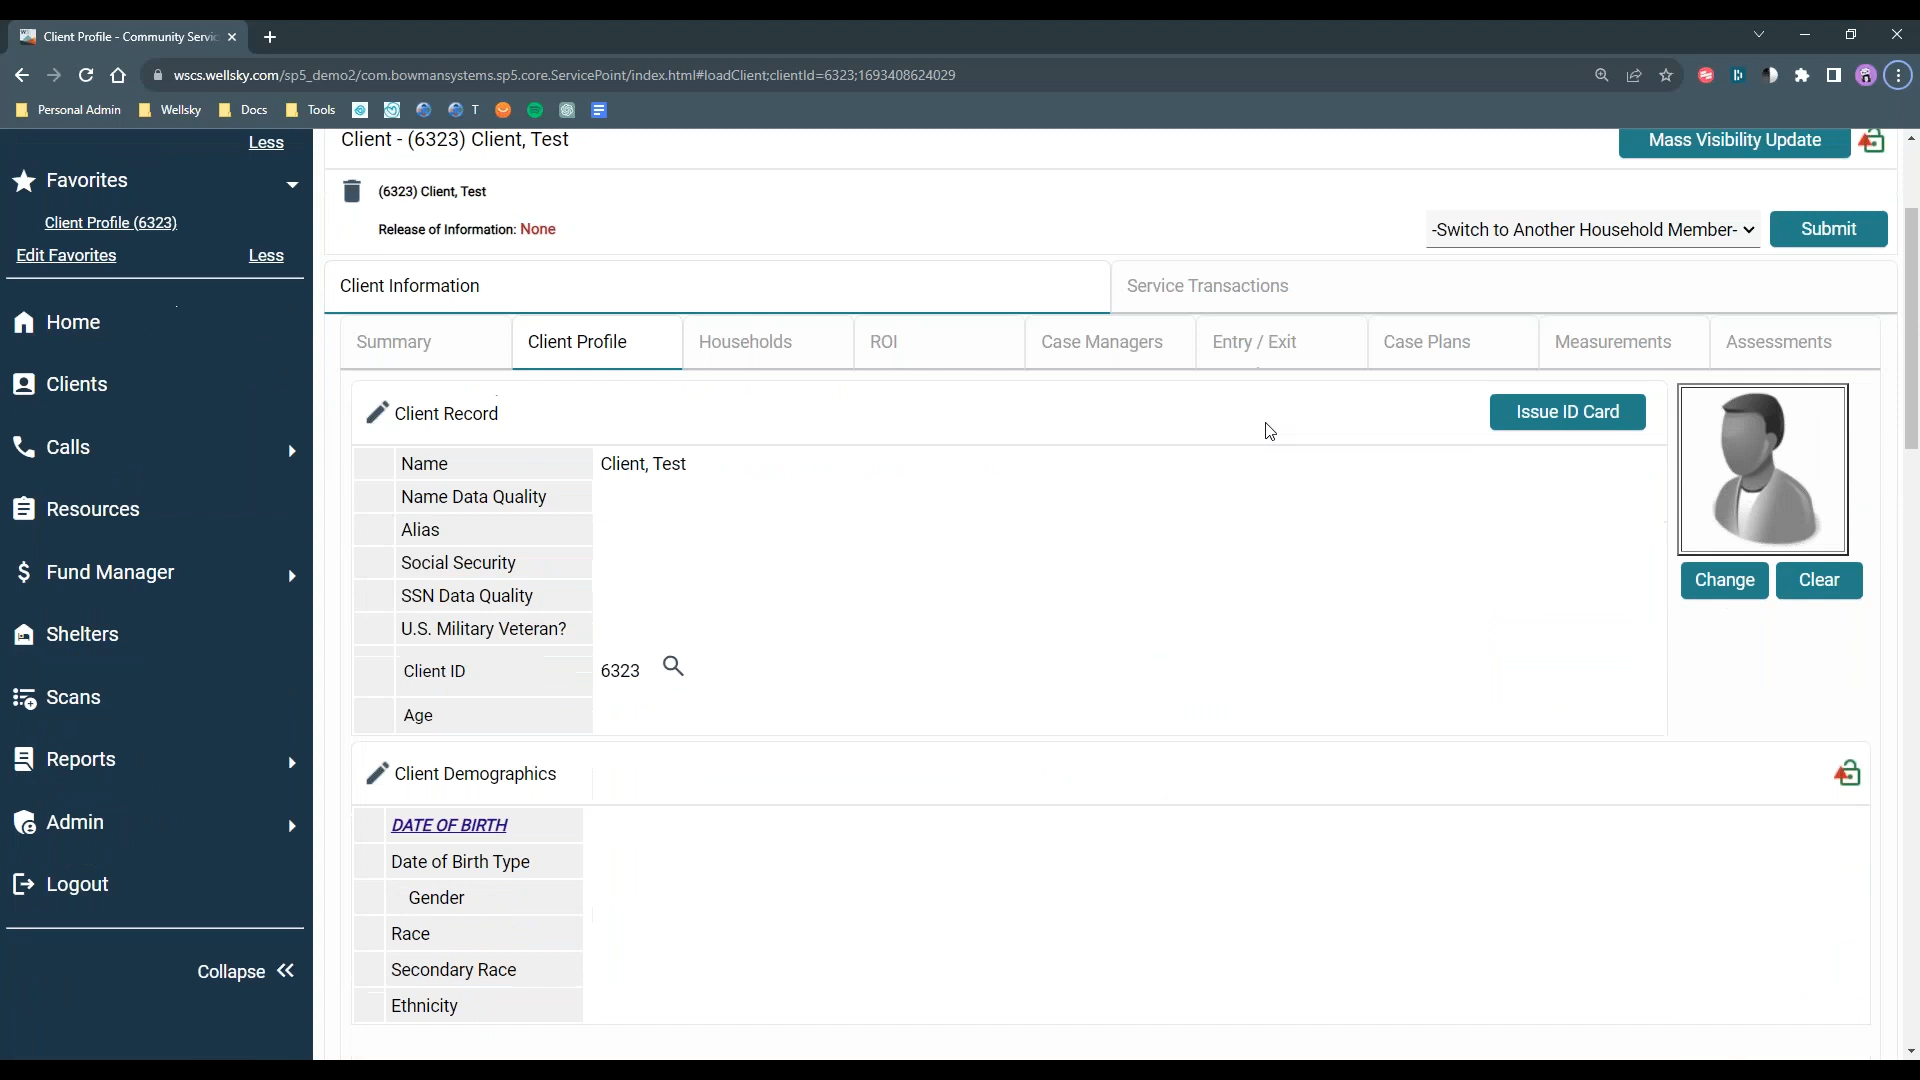 Client Profile - Community Servic
wscs.wellsky.com/sp5_demo2/com.bowmansystems.sp5.core.ServicePoint/index.html#loadClient;clientId=6323;1693408624029
Personal Admin Wellsky Docs Tools T
Less
Favorites
Client Profile (6323)
Edit Favorites Less
Home
Clients
Calls
Resources
Fund Manager
Shelters
Scans
Reports
Admin
Logout
Collapse
Client - (6323) Client, Test
Mass Visibility Update
(6323) Client, Test
Release of Information: None
-Switch to Another Household Member- Submit
Client Information Service Transactions
Summary Client Profile Households ROI Case Managers Entry / Exit Case Plans Measurements Assessments
Client Record Issue ID Card
Name Client, Test
Name Data Quality
Alias
Social Security
SSN Data Quality
U.S. Military Veteran?
Client ID 6323
Age
Change Clear
Client Demographics
DATE OF BIRTH
Date of Birth Type
Gender
Race
Secondary Race
Ethnicity